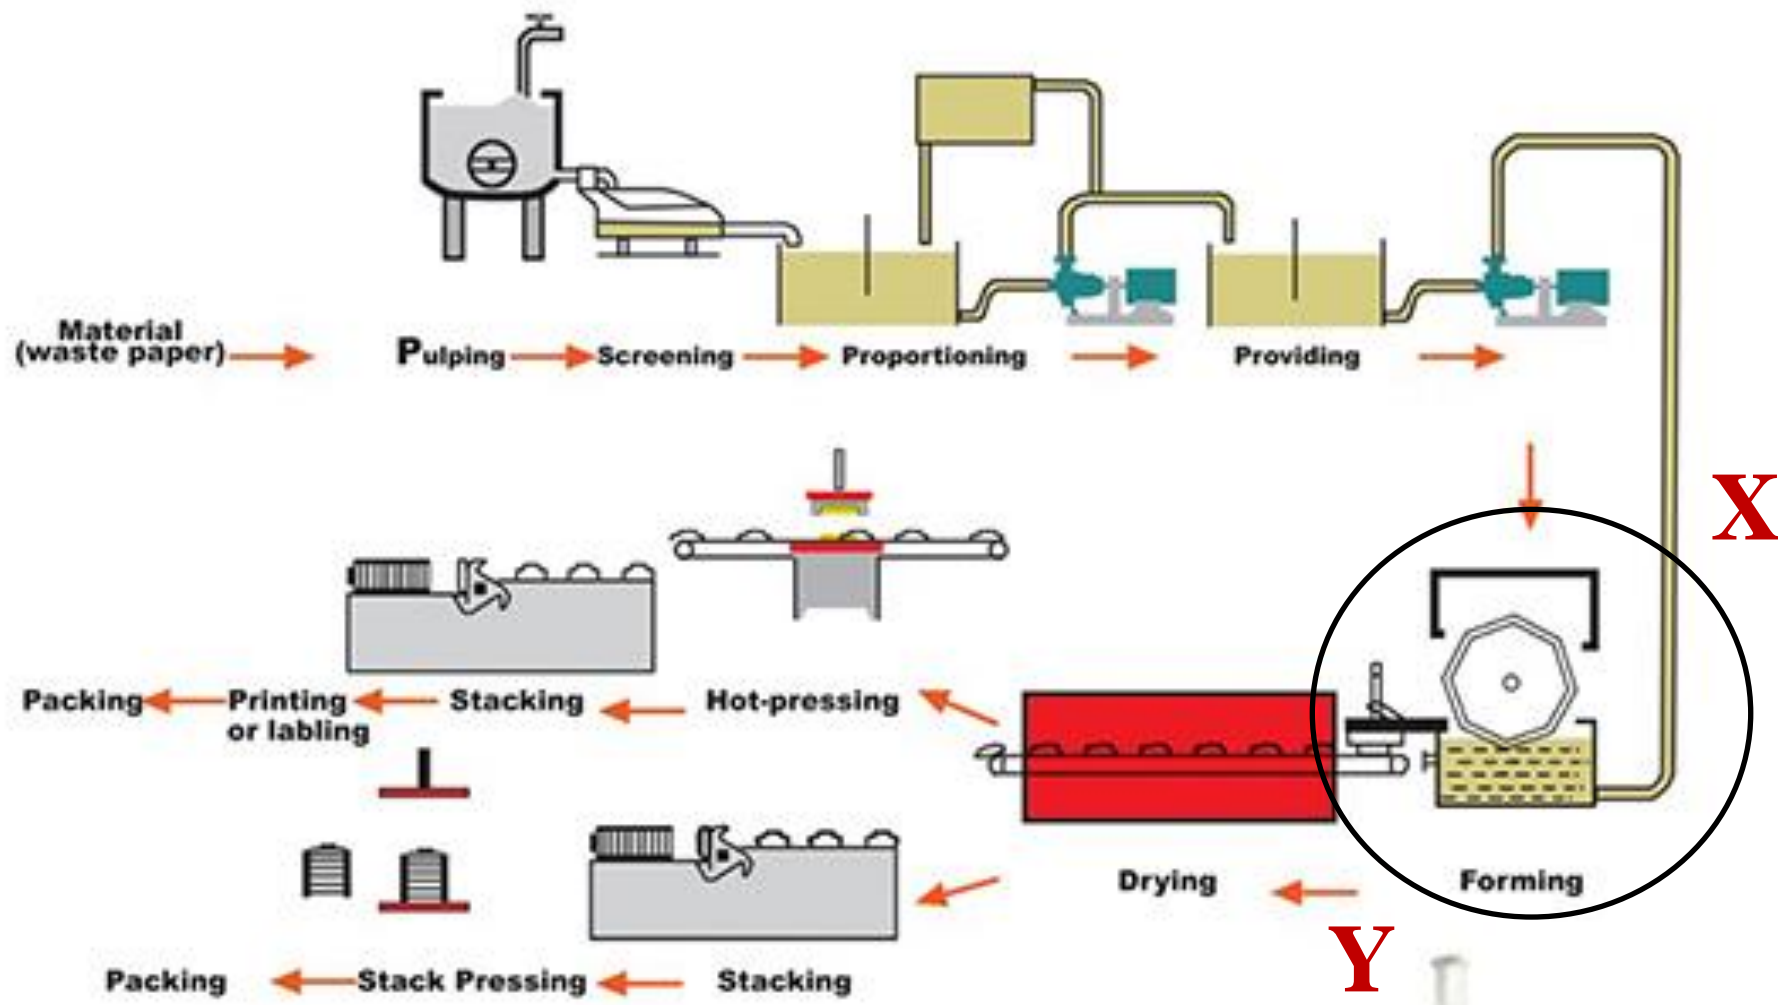 Material
(waste paper)
Pulping
Screening
Proportioning
Providing
X
Packing
Printing
or labling
Stacking
Hot-pressing
Drying
Forming
Y
Packing
Stack Pressing
Stacking